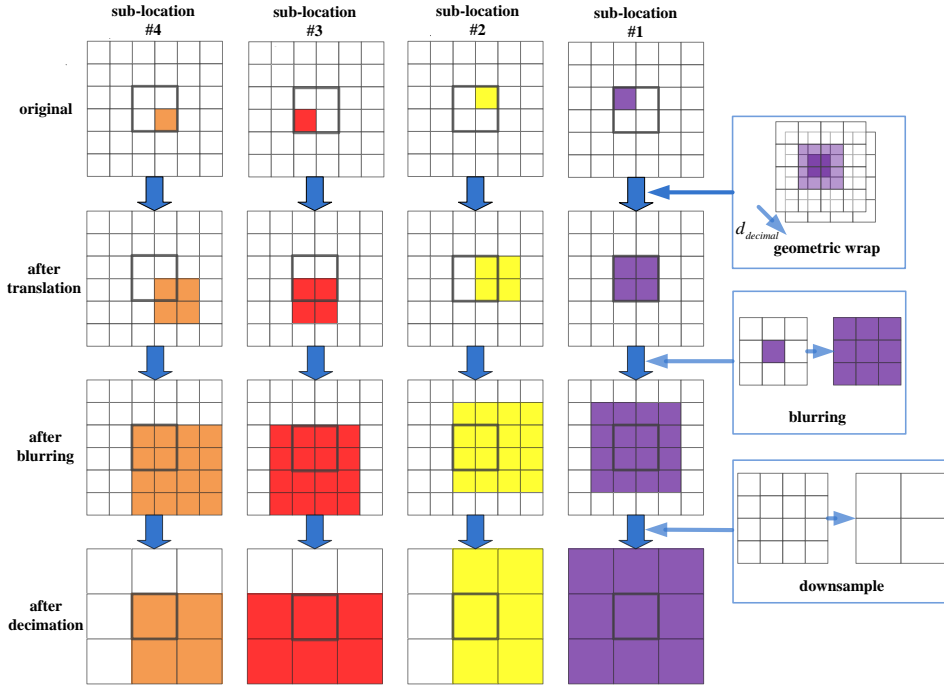 sub-location
#4
sub-location
#3
sub-location
#2
sub-location
#1
original
after
translation
after
blurring
after
decimation
d_decimal
geometric wrap
blurring
downsample